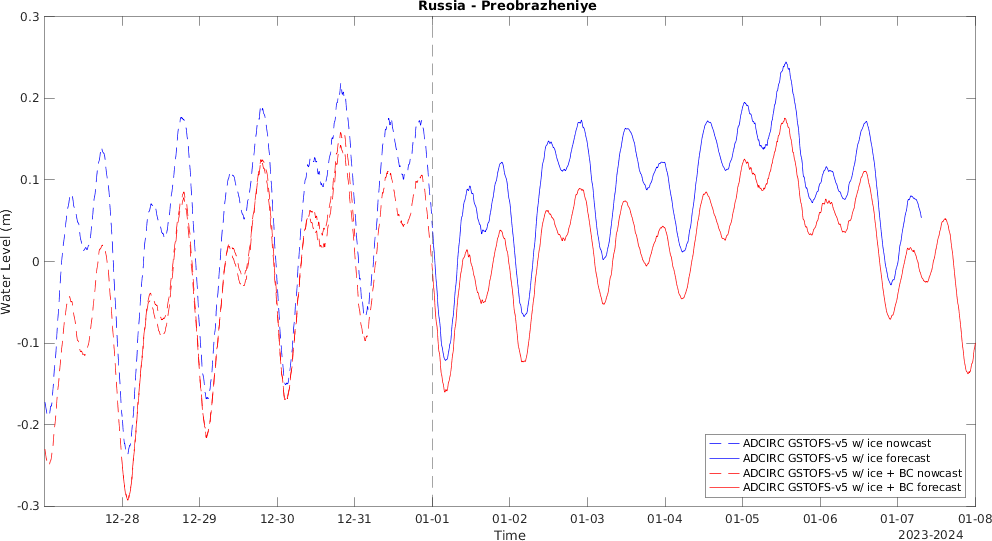 Russia - Preobrazheniye
0.3
0.2
0.1
0
-0.1
-0.2
-0.3
Water Level (m)
ADCIRC GSTOFS-v5 w/ ice nowcast
ADCIRC GSTOFS-v5 w/ ice forecast
ADCIRC GSTOFS-v5 w/ ice + BC nowcast
ADCIRC GSTOFS-v5 w/ ice + BC forecast
12-28 12-29 12-30 12-31 01-01 01-02 01-03 01-04 01-05 01-06 01-07 01-08
Time
2023-2024